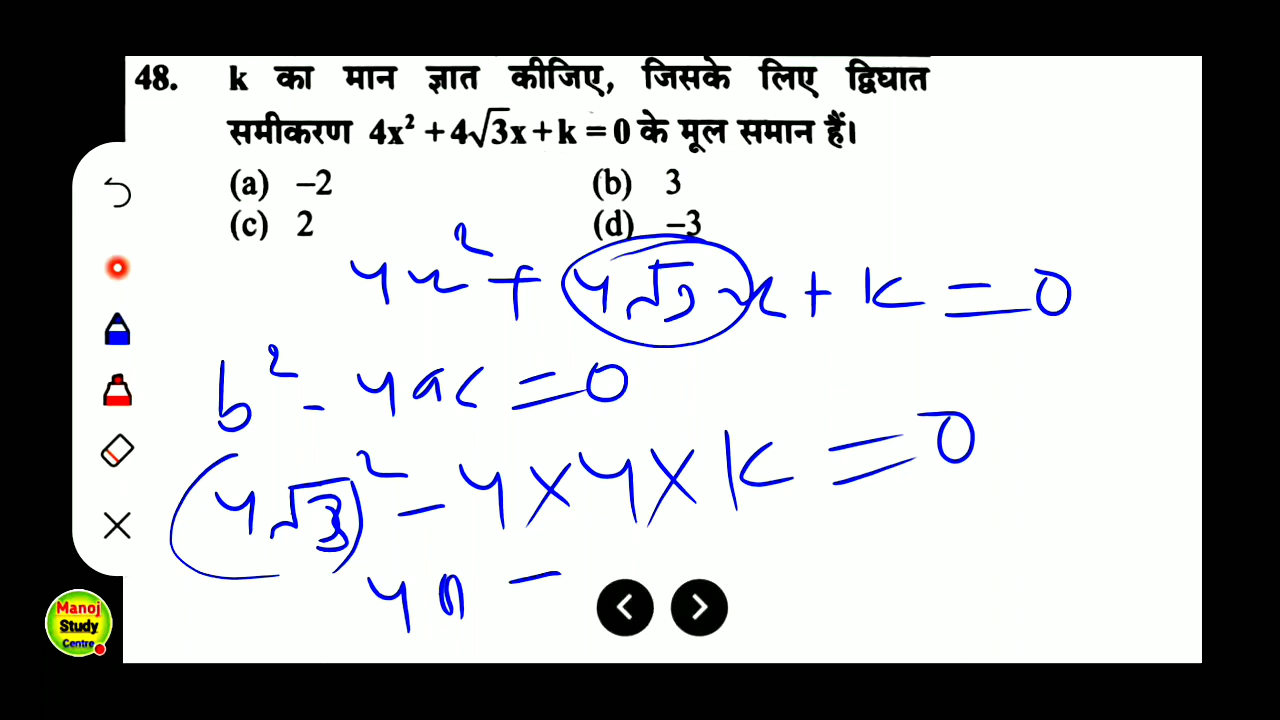 48. k का मान ज्ञात कीजिए, जिसके लिए द्विघात
समीकरण 4x² + 4√3x + k = 0 के मूल समान हैं।
(a) –2 (b) 3
(c) 2 (d) –3
4x² + 4√3x + k = 0
b² - 4ac = 0
(4√3)² - 4×4×k = 0
Manoj
Study
Centre